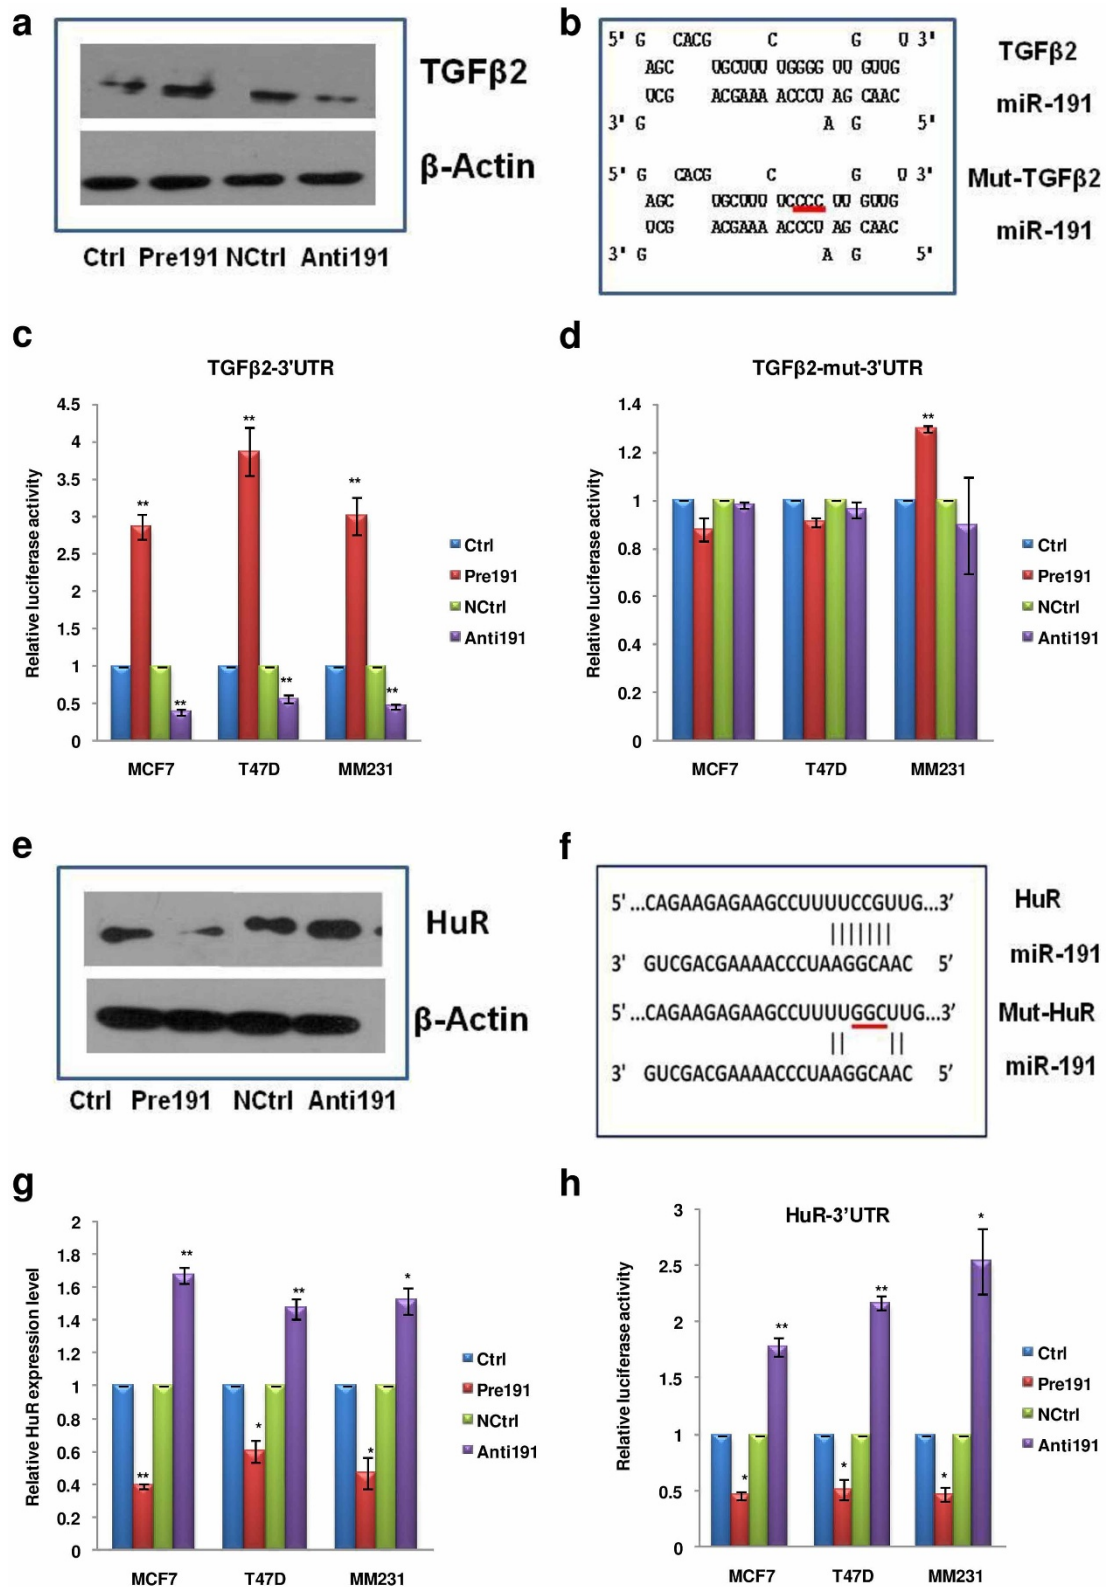 a
TGFβ2
β-Actin
Ctrl Pre191 NCtrl Anti191
b
5' G CACG C G U 3'
AGC UGCUUU UGGGG UU GUUG
UCG ACGAAA ACCCU AG CAAC
3' G A G 5'
TGFβ2
miR-191
5' G CACG C G U 3'
AGC UGCUUU UCCCC UU GUUG
UCG ACGAAA ACCCU AG CAAC
3' G A G 5'
Mut-TGFβ2
miR-191
c
TGFβ2-3'UTR
Relative luciferase activity
4.5
4
3.5
3
2.5
2
1.5
1
0.5
0
** ** **
** ** **
MCF7 T47D MM231
Ctrl
Pre191
NCtrl
Anti191
d
TGFβ2-mut-3'UTR
Relative luciferase activity
1.4
1.2
1
0.8
0.6
0.4
0.2
0
**
MCF7 T47D MM231
Ctrl
Pre191
NCtrl
Anti191
e
HuR
β-Actin
Ctrl Pre191 NCtrl Anti191
f
5' ...CAGAAGAGAAGCCUUUUUCCGUUG...3' HuR
3' GUCGACGAAAACCCUAAGGCAAC 5' miR-191
5' ...CAGAAGAGAAGCCUUUUUGGCUUG...3' Mut-HuR
3' GUCGACGAAAACCCUAAGGCAAC 5' miR-191
g
Relative HuR expression level
2
1.8
1.6
1.4
1.2
1
0.8
0.6
0.4
0.2
0
** ** *
** * *
MCF7 T47D MM231
Ctrl
Pre191
NCtrl
Anti191
h
HuR-3’UTR
Relative luciferase activity
3
2.5
2
1.5
1
0.5
0
** ** *
* * *
MCF7 T47D MM231
Ctrl
Pre191
NCtrl
Anti191